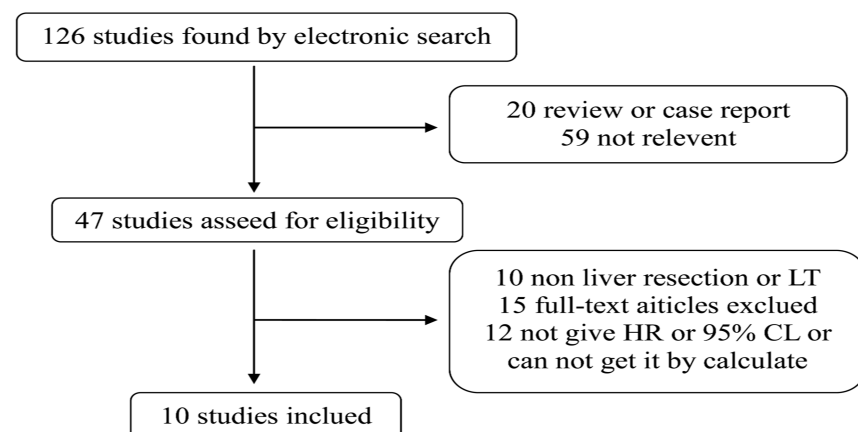 126 studies found by electronic search
20 review or case report
59 not relevent
47 studies asseed for eligibility
10 non liver resection or LT
15 full-text aiticles exclued
12 not give HR or 95% CL or
can not get it by calculate
10 studies inclued